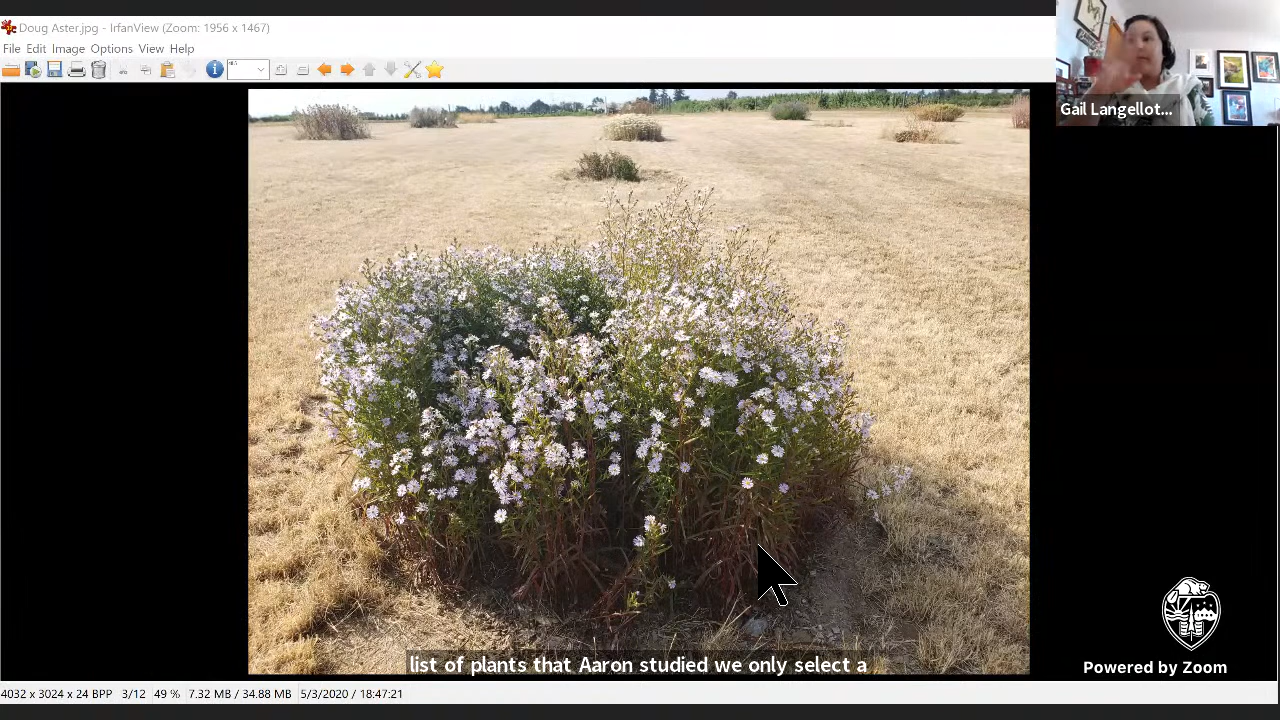 Doug Aster.jpg - IrfanView (Zoom: 1956 x 1467)
File Edit Image Options View Help
Gail Langellot...
list of plants that Aaron studied we only select a
Powered by Zoom
4032 x 3024 x 24 BPP 3/12 49 % 7.32 MB / 34.88 MB 5/3/2020 / 18:47:21